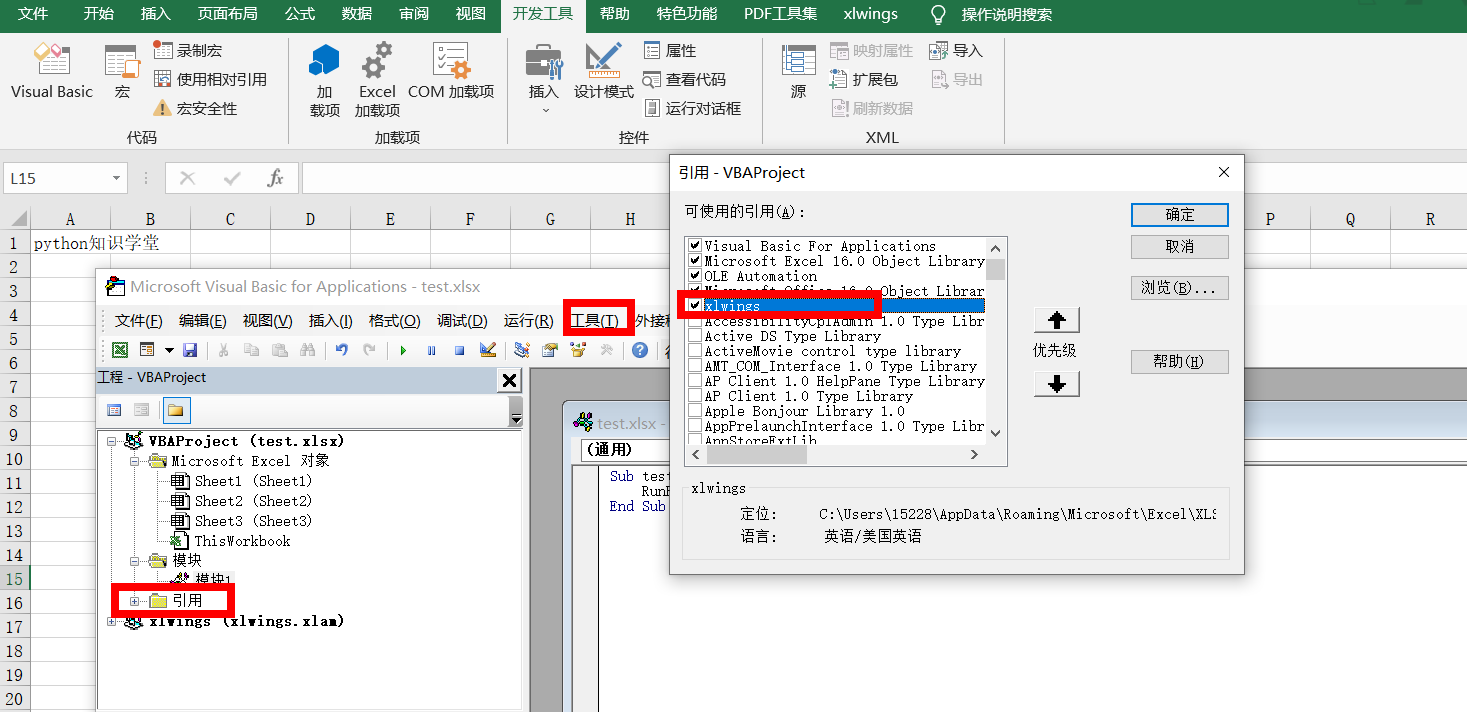 文件 开始 插入 页面布局 公式 数据 审阅 视图 开发工具 帮助 特色功能 PDF工具集 xlwings 操作说明搜索
Visual Basic
宏
录制宏
使用相对引用
宏安全性
代码
加
载项
Excel
加载项
COM 加载项
加载项
插入
设计模式
属性
查看代码
运行对话框
控件
源
映射属性
扩展包
刷新数据
导入
导出
XML
L15
fx
A B C D E F G H P Q R
1 python知识学堂
2
3
4
5
6
7
8
9
10
11
12
13
14
15
16
17
18
19
20
Microsoft Visual Basic for Applications - test.xlsx
文件(F) 编辑(E) 视图(V) 插入(I) 格式(O) 调试(D) 运行(R) 工具(T) 外接
工程 - VBAProject
VBAProject (test.xlsx)
Microsoft Excel 对象
Sheet1 (Sheet1)
Sheet2 (Sheet2)
Sheet3 (Sheet3)
ThisWorkbook
模块
模块1
引用
xlwings (xlwings.xlam)
test.xlsx -
(通用)
Sub test
End Sub
引用 - VBAProject
可使用的引用(A):
Visual Basic For Applications
Microsoft Excel 16.0 Object Library
OLE Automation
Microsoft Office 16.0 Object Librar
xlwings
AccessibilityCplAdmin 1.0 Type Libr
Active DS Type Library
ActiveMovie control type library
AMT_COM_Interface 1.0 Type Library
AP Client 1.0 HelpPane Type Library
AP Client 1.0 Type Library
Apple Bonjour Library 1.0
AppPrelaunchInterface 1.0 Type Libr
AppStoreExtLib
优先级
确定
取消
浏览(B)...
帮助(H)
xlwings
定位: C:\Users\15228\AppData\Roaming\Microsoft\Excel\XLS
语言: 英语/美国英语